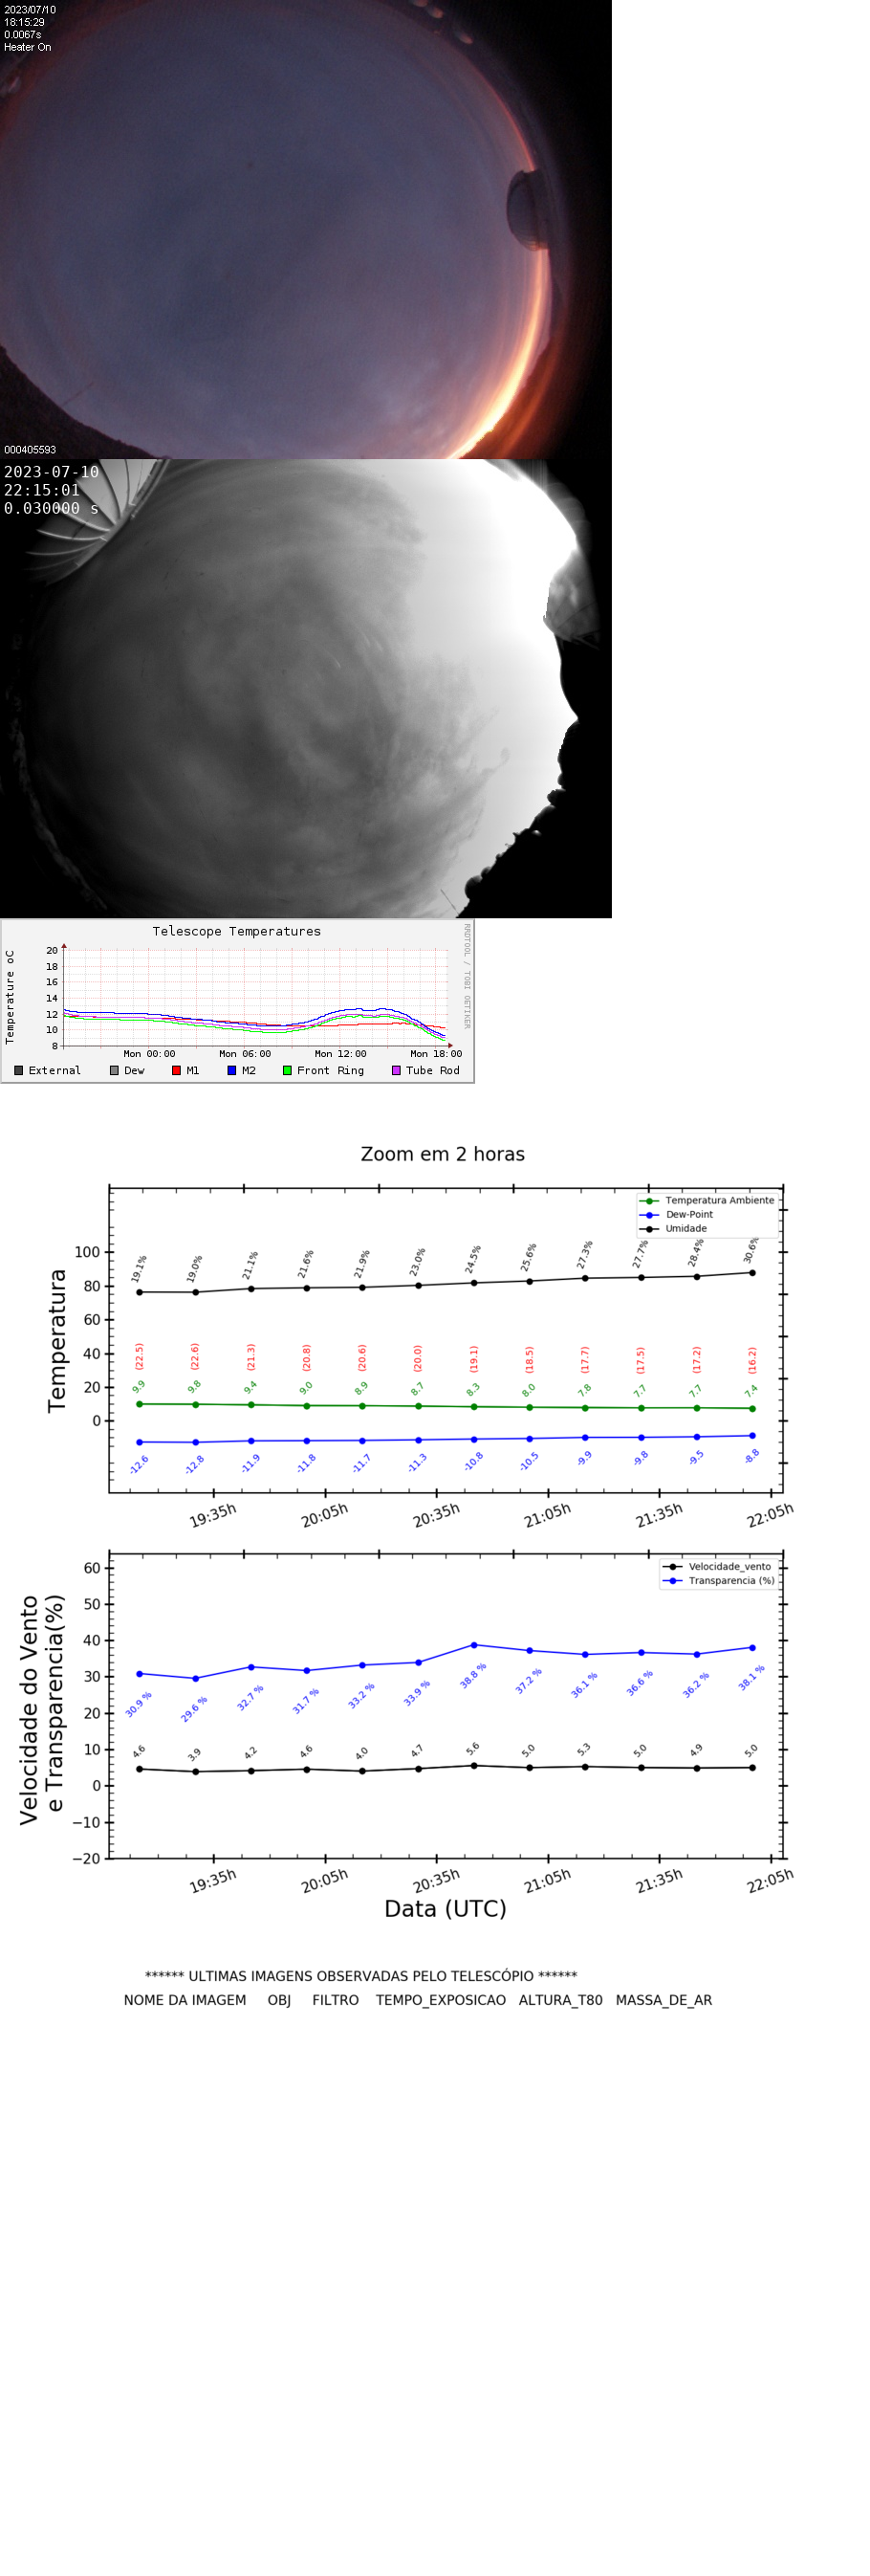 2023/07/10
18:15:29
0.0067s
Heater On
000405593
2023-07-10
22:15:01
0.030000 s
Telescope Temperatures
RRDTOOL / TOBI OETIKER
Temperature oC
20
18
16
14
12
10
8
Mon 00:00 Mon 06:00 Mon 12:00 Mon 18:00
External Dew M1 M2 Front Ring Tube Rod
Zoom em 2 horas
Temperatura Ambiente
Dew-Point
Umidade
Temperatura
100
80
60
40
20
0
19.1% 19.0% 21.1% 21.6% 21.9% 23.0% 24.5% 25.6% 27.3% 27.7% 28.4% 30.6%
(22.5) (22.6) (21.3) (20.8) (20.6) (20.0) (19.1) (18.5) (17.7) (17.5) (17.2) (16.2)
9.9 9.8 9.4 9.0 8.9 8.7 8.3 8.0 7.8 7.7 7.7 7.4
-12.6 -12.8 -11.9 -11.8 -11.7 -11.3 -10.8 -10.5 -9.9 -9.8 -9.5 -8.8
19:35h 20:05h 20:35h 21:05h 21:35h 22:05h
Velocidade_vento
Transparencia (%)
Velocidade do Vento
e Transparencia(%)
60
50
40
30
20
10
0
−10
−20
30.9 % 29.6 % 32.7 % 31.7 % 33.2 % 33.9 % 38.8 % 37.2 % 36.1 % 36.6 % 36.2 % 38.1 %
4.6 3.9 4.2 4.6 4.0 4.7 5.6 5.0 5.3 5.0 4.9 5.0
19:35h 20:05h 20:35h 21:05h 21:35h 22:05h
Data (UTC)
****** ULTIMAS IMAGENS OBSERVADAS PELO TELESCÓPIO ******
NOME DA IMAGEM OBJ FILTRO TEMPO_EXPOSICAO ALTURA_T80 MASSA_DE_AR